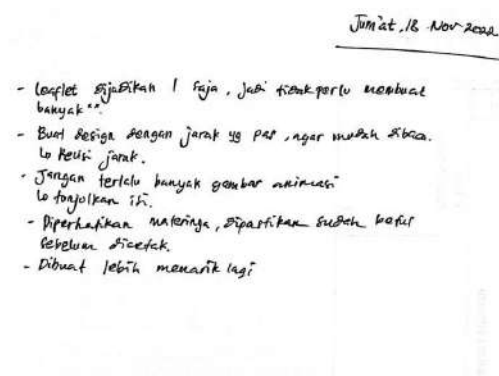 Jum'at, 18 Nov 2022
- leaflet dijadikan 1 saja, jadi tidak perlu membuat
banyak"
- Buat design dengan jarak yg pas, agar mudah dibaca.
↳ Revisi jarak.
- Jangan terlalu banyak gambar animasi
↳ tonjolkan isi.
- Diperhatikan materinya, dipastikan sudah betul
sebelum dicetak.
- Dibuat lebih menarik lagi